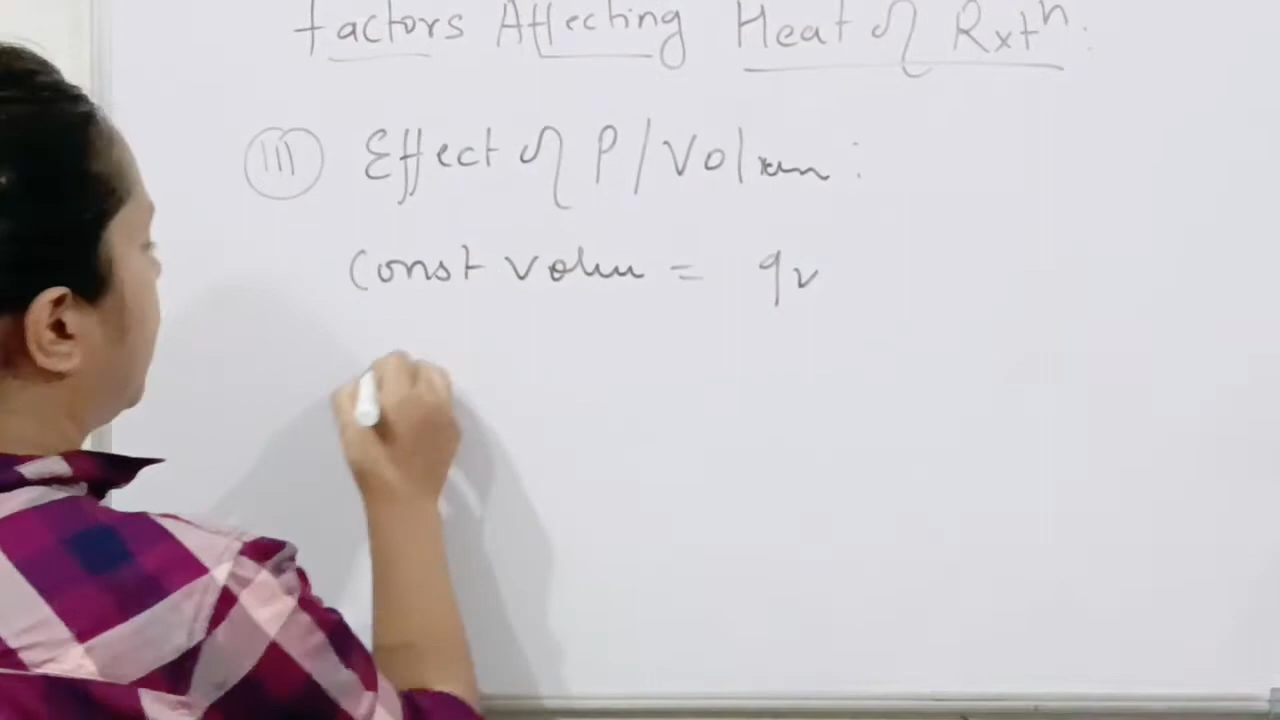 Factors Affecting Heat of Rxtn:
(III) Effect of P/Volum:
Const volum = qv